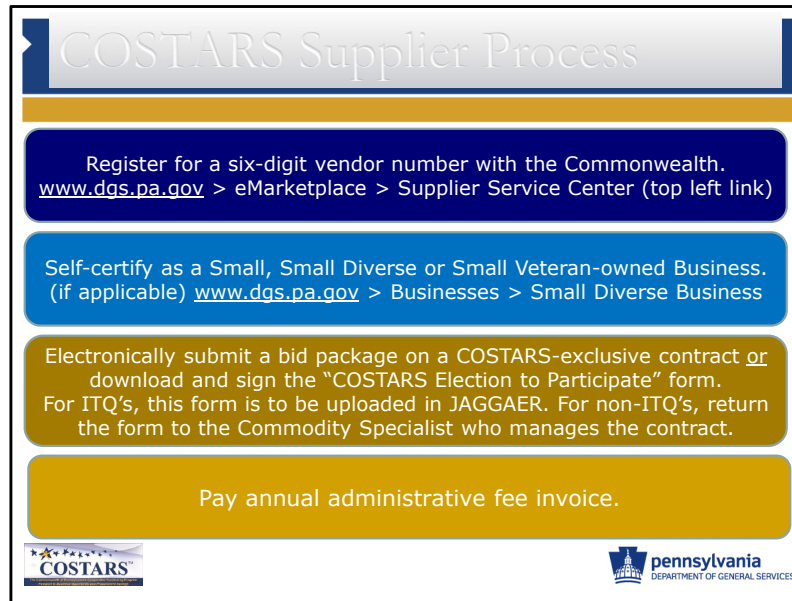 COSTARS Supplier Process
Register for a six-digit vendor number with the Commonwealth.
www.dgs.pa.gov > eMarketplace > Supplier Service Center (top left link)
Self-certify as a Small, Small Diverse or Small Veteran-owned Business.
(if applicable) www.dgs.pa.gov > Businesses > Small Diverse Business
Electronically submit a bid package on a COSTARS-exclusive contract or
download and sign the “COSTARS Election to Participate” form.
For ITQ’s, this form is to be uploaded in JAGGAER. For non-ITQ’s, return
the form to the Commodity Specialist who manages the contract.
Pay annual administrative fee invoice.
COSTARS™
pennsylvania
DEPARTMENT OF GENERAL SERVICES